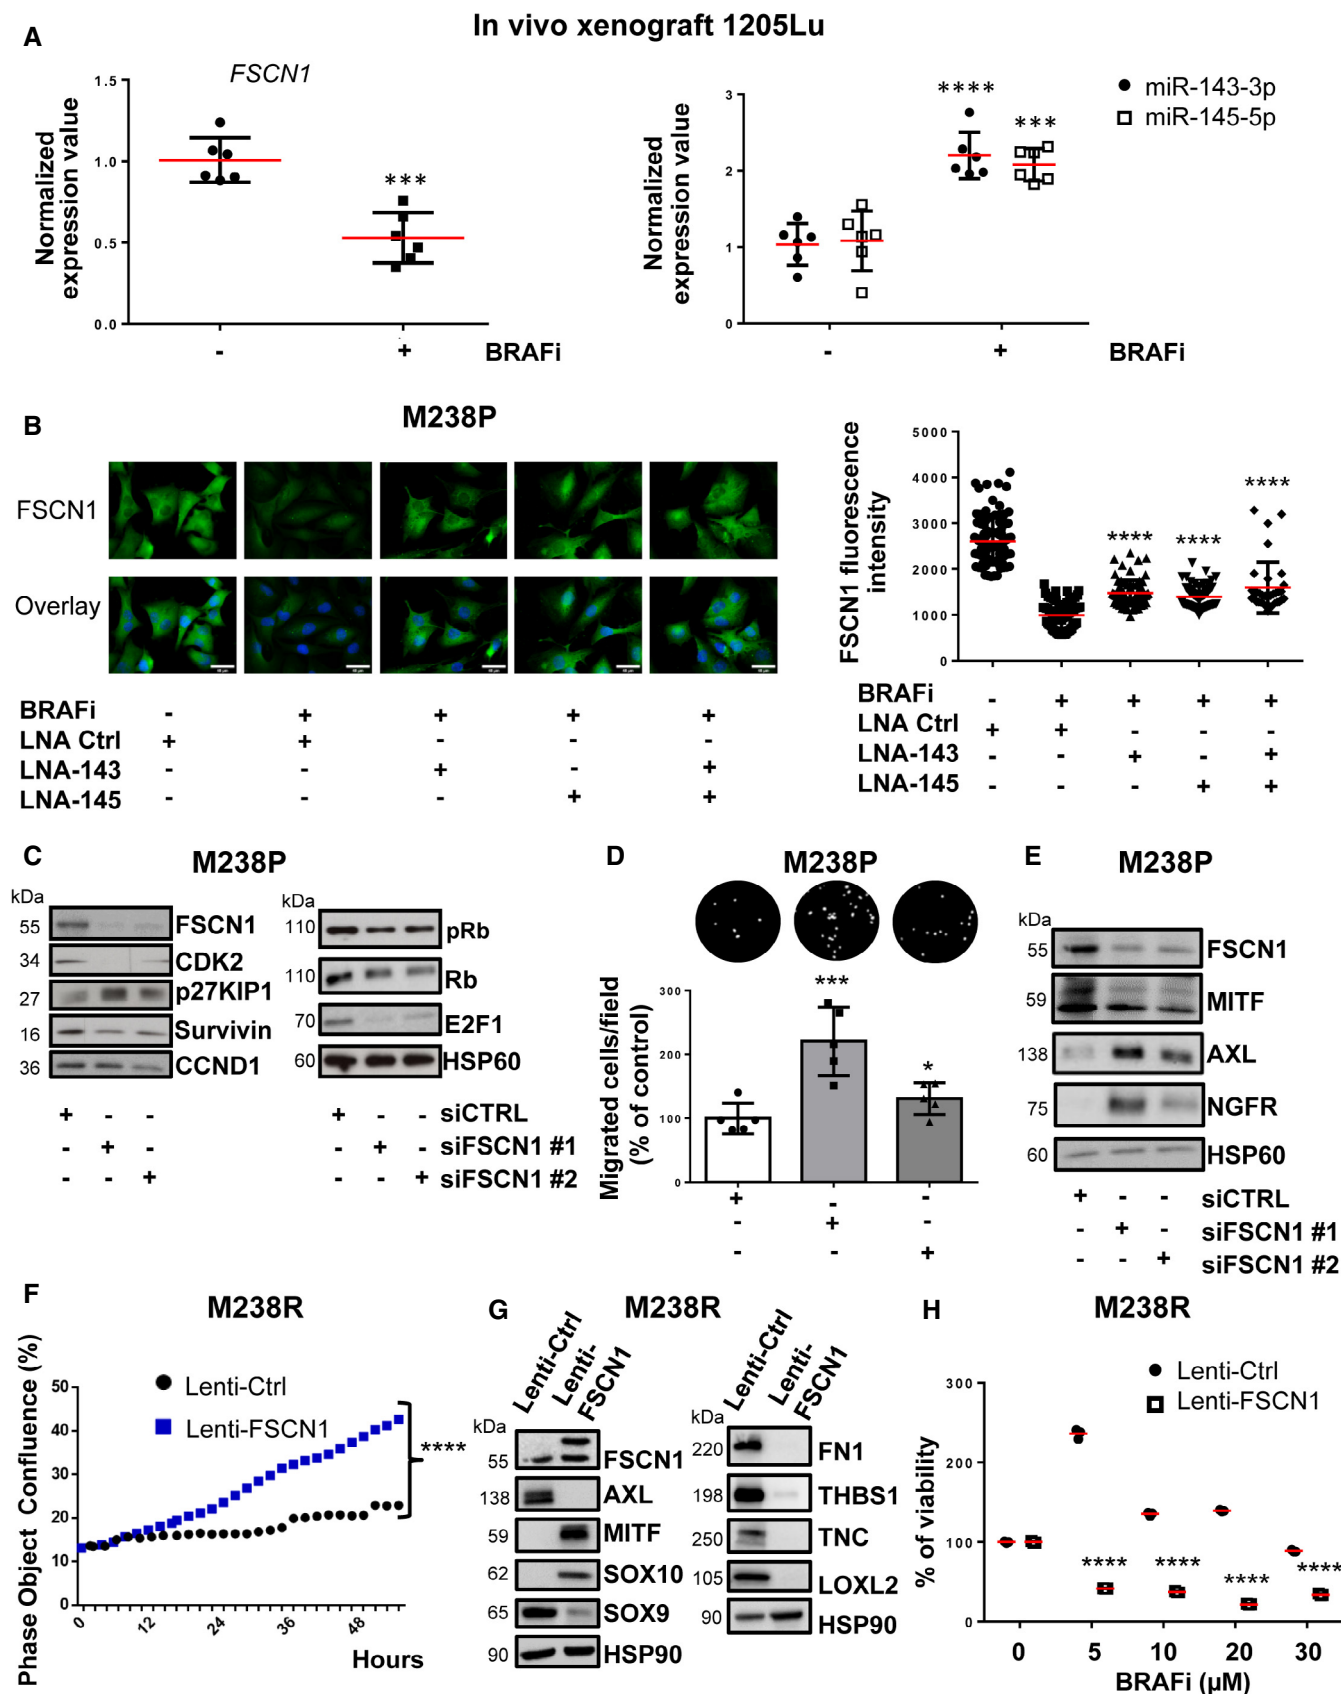 In vivo xenograft 1205Lu
A
FSCN1
Normalized
expression value
1.5
1.0
0.5
0.0
***
- + BRAFi
Normalized
expression value
3
2
1
0
****
***
miR-143-3p
miR-145-5p
- + BRAFi
B
M238P
FSCN1
Overlay
BRAFi - + + + +
LNA Ctrl + + - - -
LNA-143 - - + - +
LNA-145 - - - + +
FSCN1 fluorescence
intensity
5000
4000
3000
2000
1000
0
**** **** ****
BRAFi - + + + +
LNA Ctrl + + - - -
LNA-143 - - + - +
LNA-145 - - - + +
C
M238P
kDa
55 FSCN1
34 CDK2
27 p27KIP1
16 Survivin
36 CCND1
kDa
110 pRb
110 Rb
70 E2F1
60 HSP60
+ - - + - - siCTRL
- + - - + - siFSCN1 #1
- - + - - + siFSCN1 #2
D
M238P
Migrated cells/field
(% of control)
300
200
100
0
***
*
+ - -
- + -
- - +
E
M238P
kDa
55 FSCN1
59 MITF
138 AXL
75 NGFR
60 HSP60
+ - - siCTRL
- + - siFSCN1 #1
- - + siFSCN1 #2
F
M238R
Phase Object Confluence (%)
50
40
30
20
10
0
Lenti-Ctrl
Lenti-FSCN1
****
0 12 24 36 48
Hours
G
M238R
Lenti-Ctrl
Lenti-
FSCN1
kDa
55 FSCN1
138 AXL
59 MITF
62 SOX10
65 SOX9
90 HSP90
Lenti-Ctrl
Lenti-
FSCN1
kDa
220 FN1
198 THBS1
250 TNC
105 LOXL2
90 HSP90
H
M238R
Lenti-Ctrl
Lenti-FSCN1
% of viability
300
200
100
0
**** **** **** ****
0 5 10 20 30
BRAFi (µM)